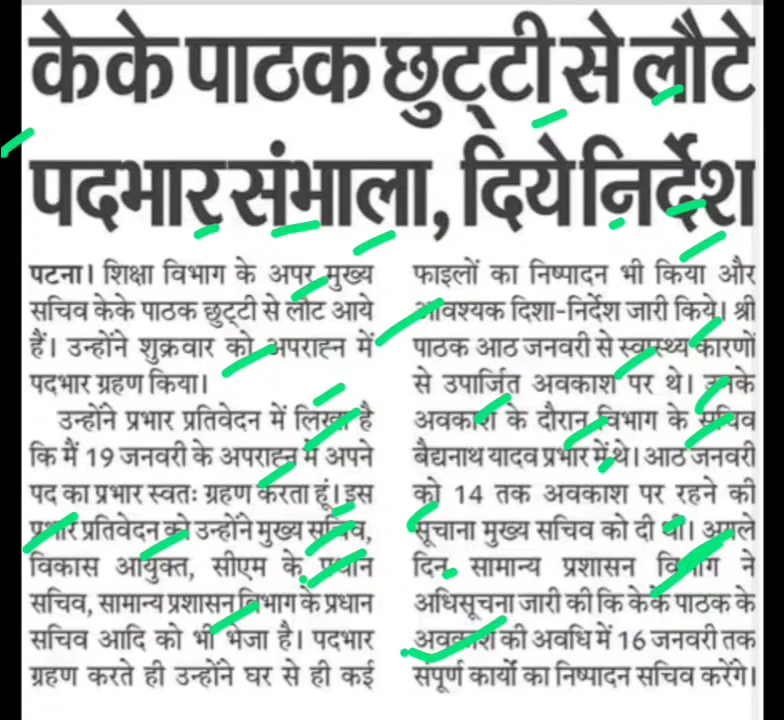 केके पाठक छुट्टी से लौटे
पदभार संभाला, दिये निर्देश
पटना। शिक्षा विभाग के अपर मुख्य
सचिव केके पाठक छुट्टी से लौट आये
हैं। उन्होंने शुक्रवार को अपराह्न में
पदभार ग्रहण किया।
उन्होंने प्रभार प्रतिवेदन में लिखा है
कि मैं 19 जनवरी के अपराह्न में अपने
पद का प्रभार स्वतः ग्रहण करता हूं। इस
प्रभार प्रतिवेदन को उन्होंने मुख्य सचिव,
विकास आयुक्त, सीएम के प्रधान
सचिव, सामान्य प्रशासन विभाग के प्रधान
सचिव आदि को भी भेजा है। पदभार
ग्रहण करते ही उन्होंने घर से ही कई
फाइलों का निष्पादन भी किया और
आवश्यक दिशा-निर्देश जारी किये। श्री
पाठक आठ जनवरी से स्वास्थ्य कारणों
से उपार्जित अवकाश पर थे। उनके
अवकाश के दौरान विभाग के सचिव
बैद्यनाथ यादव प्रभार में थे। आठ जनवरी
को 14 तक अवकाश पर रहने की
सूचाना मुख्य सचिव को दी थी। अगले
दिन सामान्य प्रशासन विभाग ने
अधिसूचना जारी की कि केके पाठक के
अवकाश की अवधि में 16 जनवरी तक
संपूर्ण कार्यों का निष्पादन सचिव करेंगे।